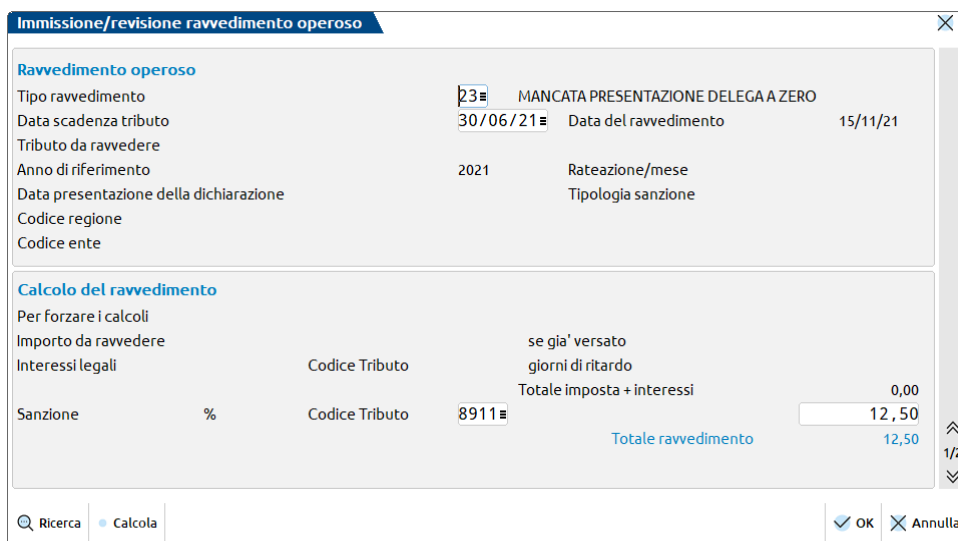 Immissione/revisione ravvedimento operoso
Ravvedimento operoso
Tipo ravvedimento 23 MANCATA PRESENTAZIONE DELEGA A ZERO
Data scadenza tributo 30/06/21 Data del ravvedimento 15/11/21
Tributo da ravvedere
Anno di riferimento 2021 Rateazione/mese
Data presentazione della dichiarazione Tipologia sanzione
Codice regione
Codice ente
Calcolo del ravvedimento
Per forzare i calcoli
Importo da ravvedere se gia' versato
Interessi legali Codice Tributo giorni di ritardo
Totale imposta + interessi 0,00
Sanzione % Codice Tributo 8911 12,50
Totale ravvedimento 12,50
1/2
Ricerca Calcola OK Annulla